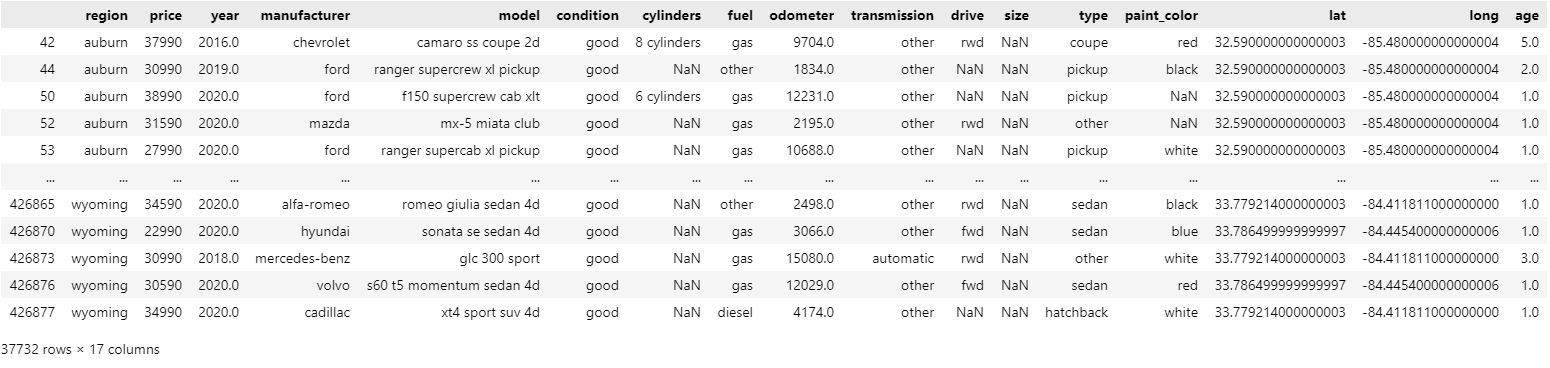 region price year manufacturer model condition cylinders fuel odometer transmission drive size type paint_color lat long age
42 auburn 37990 2016.0 chevrolet camaro ss coupe 2d good 8 cylinders gas 9704.0 other rwd NaN coupe red 32.590000000000003 -85.480000000000004 5.0
44 auburn 30990 2019.0 ford ranger supercrew xl pickup good NaN other 1834.0 other NaN NaN pickup black 32.590000000000003 -85.480000000000004 2.0
50 auburn 38990 2020.0 ford f150 supercrew cab xlt good 6 cylinders gas 12231.0 other NaN NaN pickup NaN 32.590000000000003 -85.480000000000004 1.0
52 auburn 31590 2020.0 mazda mx-5 miata club good NaN gas 2195.0 other rwd NaN other NaN 32.590000000000003 -85.480000000000004 1.0
53 auburn 27990 2020.0 ford ranger supercab xl pickup good NaN gas 10688.0 other NaN NaN pickup white 32.590000000000003 -85.480000000000004 1.0
... ... ... ... ... ... ... ... ... ... ... ... ... ... ... ... ... ...
426865 wyoming 34590 2020.0 alfa-romeo romeo giulia sedan 4d good NaN other 2498.0 other rwd NaN sedan black 33.779214000000003 -84.411811000000000 1.0
426870 wyoming 22990 2020.0 hyundai sonata se sedan 4d good NaN gas 3066.0 other fwd NaN sedan blue 33.786499999999997 -84.445400000000006 1.0
426873 wyoming 30990 2018.0 mercedes-benz glc 300 sport good NaN gas 15080.0 automatic rwd NaN other white 33.779214000000003 -84.411811000000000 3.0
426876 wyoming 30590 2020.0 volvo s60 t5 momentum sedan 4d good NaN gas 12029.0 other fwd NaN sedan red 33.786499999999997 -84.445400000000006 1.0
426877 wyoming 34990 2020.0 cadillac xt4 sport suv 4d good NaN diesel 4174.0 other NaN NaN hatchback white 33.779214000000003 -84.411811000000000 1.0
37732 rows × 17 columns